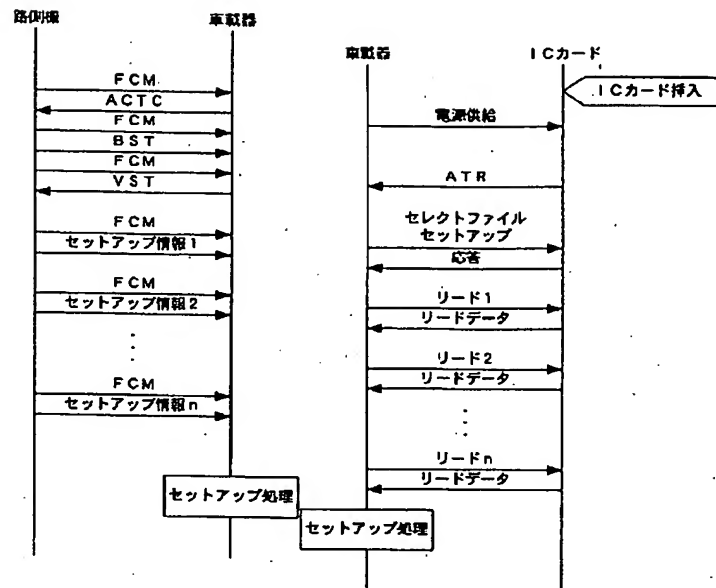 路側機
車載器
FCM
ACTC
FCM
BST
FCM
VST
FCM
セットアップ情報1
FCM
セットアップ情報2
FCM
セットアップ情報n
セットアップ処理
車載器
ICカード
ICカード挿入
電源供給
ATR
セレクトファイル
セットアップ
応答
リード1
リードデータ
リード2
リードデータ
リードn
リードデータ
セットアップ処理